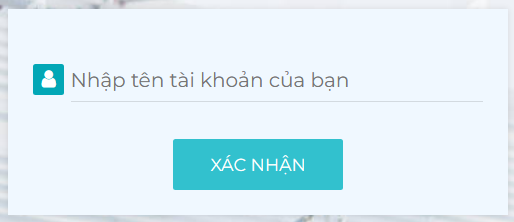 Nhập tên tài khoản của bạn
XÁC NHẬN